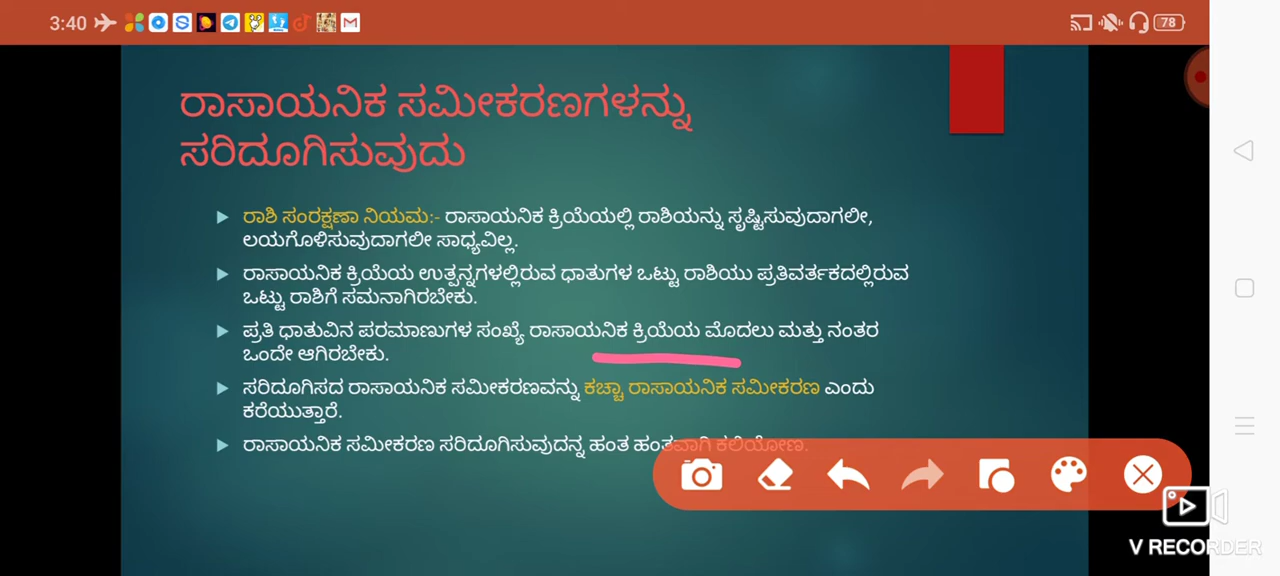 3:40
78
ರಾಸಾಯನಿಕ ಸಮೀಕರಣಗಳನ್ನು
ಸರಿದೂಗಿಸುವುದು
ರಾಶಿ ಸಂರಕ್ಷಣಾ ನಿಯಮ:- ರಾಸಾಯನಿಕ ಕ್ರಿಯೆಯಲ್ಲಿ ರಾಶಿಯನ್ನು ಸೃಷ್ಟಿಸುವುದಾಗಲೀ,
ಲಯಗೊಳಿಸುವುದಾಗಲೀ ಸಾಧ್ಯವಿಲ್ಲ.
ರಾಸಾಯನಿಕ ಕ್ರಿಯೆಯ ಉತ್ಪನ್ನಗಳಲ್ಲಿರುವ ಧಾತುಗಳ ಒಟ್ಟು ರಾಶಿಯು ಪ್ರತಿವರ್ತಕದಲ್ಲಿರುವ
ಒಟ್ಟು ರಾಶಿಗೆ ಸಮನಾಗಿರಬೇಕು.
ಪ್ರತಿ ಧಾತುವಿನ ಪರಮಾಣುಗಳ ಸಂಖ್ಯೆ ರಾಸಾಯನಿಕ ಕ್ರಿಯೆಯ ಮೊದಲು ಮತ್ತು ನಂತರ
ಒಂದೇ ಆಗಿರಬೇಕು.
ಸರಿದೂಗಿಸದ ರಾಸಾಯನಿಕ ಸಮೀಕರಣವನ್ನು ಕಚ್ಚಾ ರಾಸಾಯನಿಕ ಸಮೀಕರಣ ಎಂದು
ಕರೆಯುತ್ತಾರೆ.
ರಾಸಾಯನಿಕ ಸಮೀಕರಣ ಸರಿದೂಗಿಸುವುದನ್ನ ಹಂತ ಹಂತವಾಗಿ ಕಲಿಯೋಣ.
V RECORDER